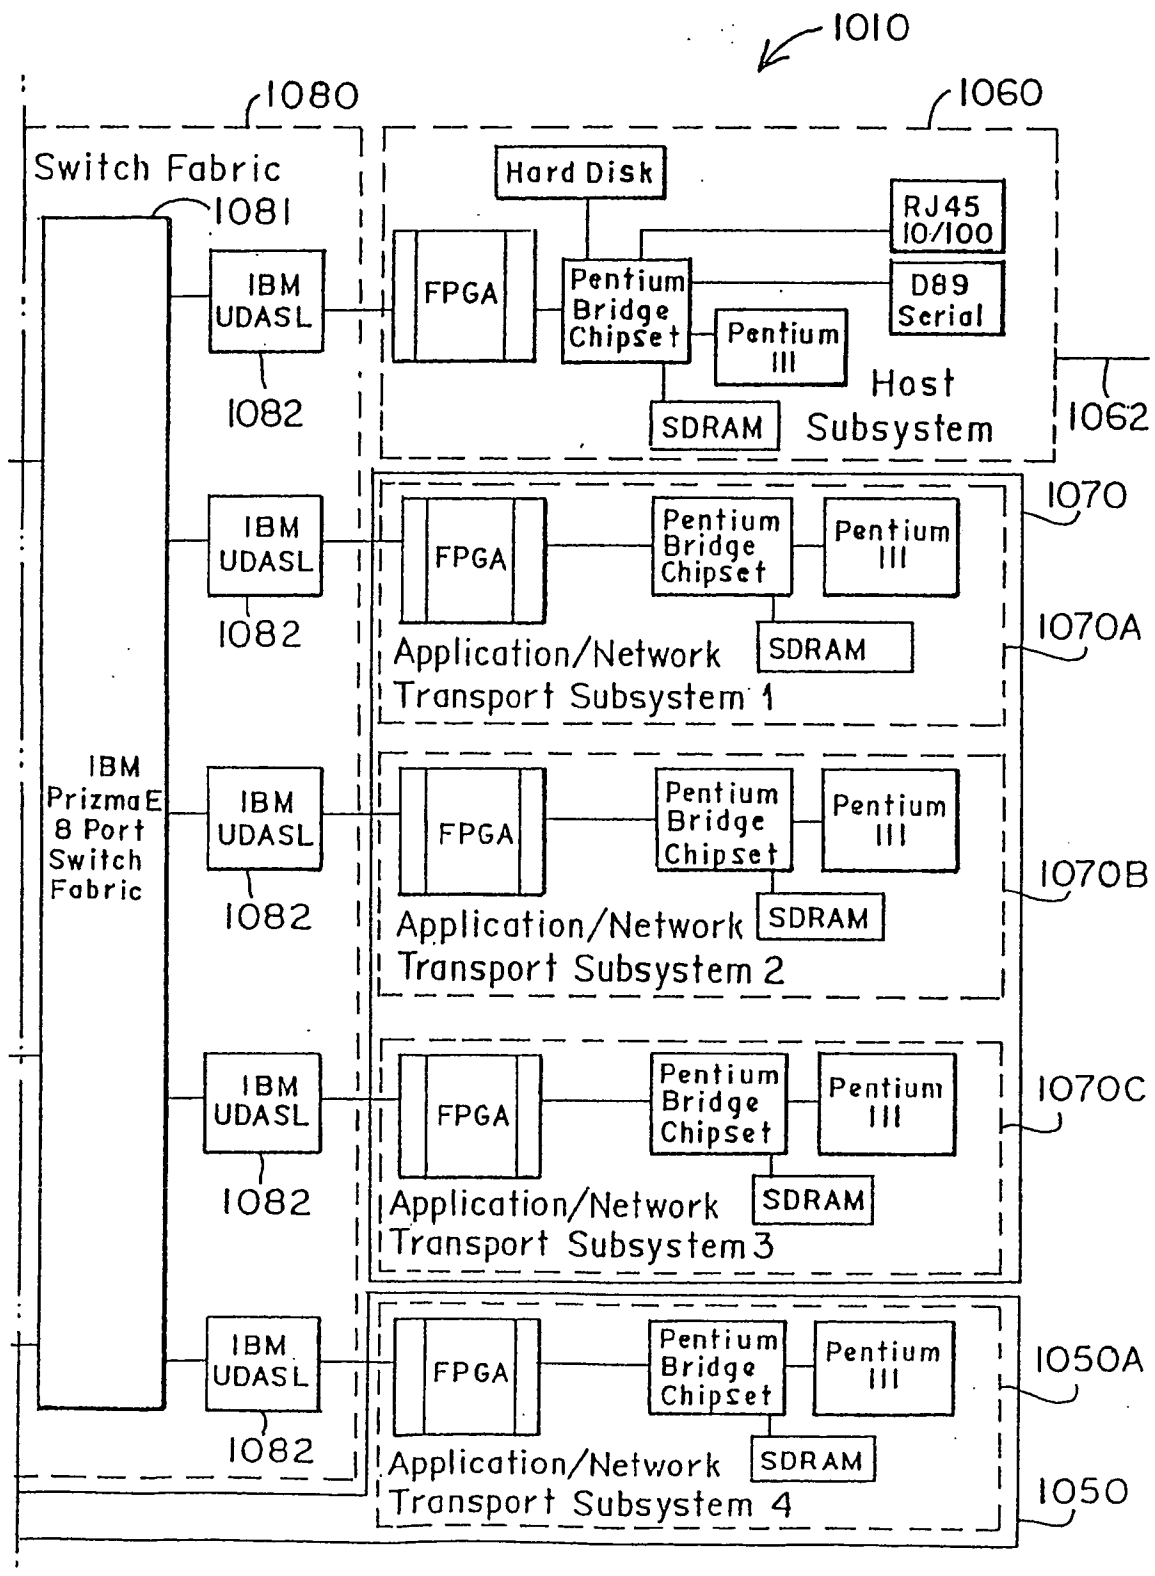 1010
1080
1060
Switch Fabric
1081
Hard Disk
RJ45
10/100
IBM
UDASL
FPGA
Pentium
Bridge
Chipset
D89
Serial
Pentium
III
1082
SDRAM
Host
Subsystem
1062
1070
IBM
UDASL
FPGA
Pentium
Bridge
Chipset
Pentium
III
1082
1070A
SDRAM
Application/Network
Transport Subsystem 1
IBM
PrizmaE
8 Port
Switch
Fabric
IBM
UDASL
FPGA
Pentium
Bridge
Chipset
Pentium
III
1082
1070B
SDRAM
Application/Network
Transport Subsystem 2
IBM
UDASL
FPGA
Pentium
Bridge
Chipset
Pentium
III
1070C
1082
SDRAM
Application/Network
Transport Subsystem 3
IBM
UDASL
FPGA
Pentium
Bridge
Chipset
Pentium
III
1050A
1082
SDRAM
Application/Network
Transport Subsystem 4
1050